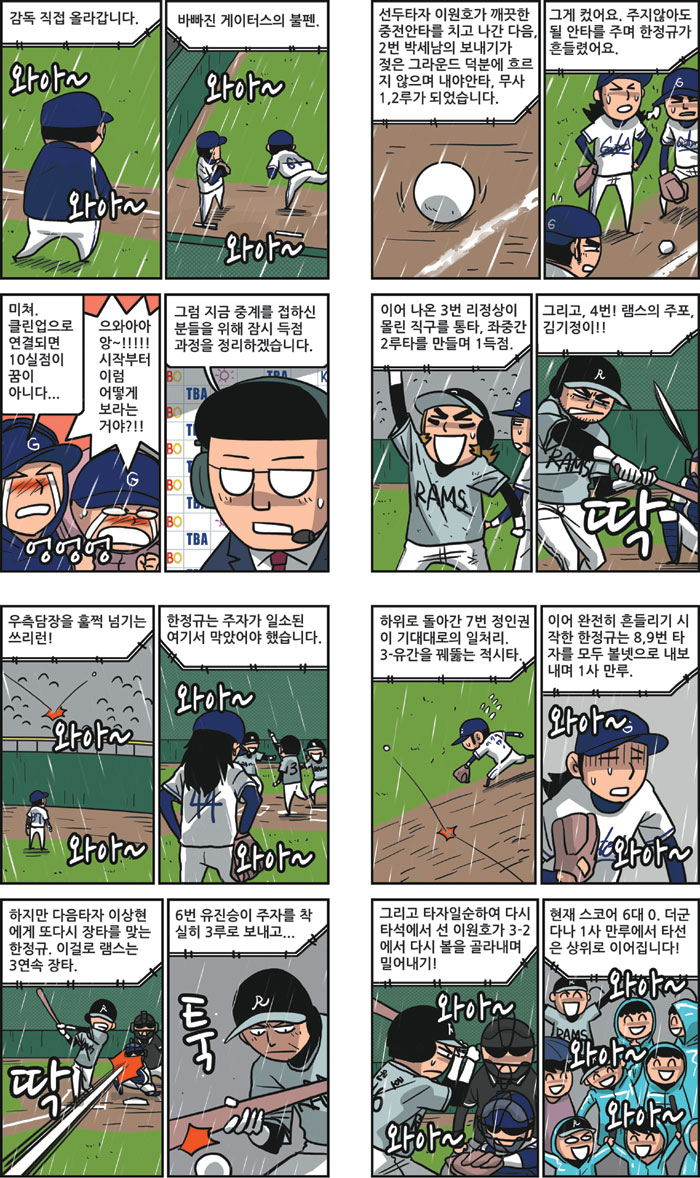 감독 직접 올라갑니다.
와아~
와아~
바빠진 게이터스의 불펜.
와아~
와아~
미쳐.
클린업으로
연결되면
10실점이
꿈이
아니다...
으와아아
앙~!!!!!
시작부터
이럼
어떻게
보라는
거야?!!
G
G
엉엉엉
그럼 지금 중계를 접하신
분들을 위해 잠시 득점
과정을 정리하겠습니다.
BO
TBA
K
BO
BO
TBA
BO
TBA
BO
TBA
선두타자 이원호가 깨끗한
중전안타를 치고 나간 다음,
2번 박세남의 보내기가
젖은 그라운드 덕분에 흐르
지 않으며 내야안타, 무사
1,2루가 되었습니다.
그게 컸어요. 주지않아도
될 안타를 주며 한정규가
흔들렸어요.
G
이어 나온 3번 리정상이
몰린 직구를 통타, 좌중간
2루타를 만들며 1득점.
RAMS
그리고, 4번! 램스의 주포,
김기정이!!
R
RAMS
딱
우측담장을 훌쩍 넘기는
쓰리런!
와아~
와아~
한정규는 주자가 일소된
여기서 막았어야 했습니다.
와아~
3
44
와아~
하지만 다음타자 이상현
에게 또다시 장타를 맞는
한정규. 이걸로 램스는
3연속 장타.
딱
6번 유진승이 주자를 착
실히 3루로 보내고...
R
툭
하위로 돌아간 7번 정인권
이 기대대로의 일처리.
3-유간을 꿰뚫는 적시타.
이어 완전히 흔들리기 시
작한 한정규는 8,9번 타
자를 모두 볼넷으로 내보
내며 1사 만루.
와아~
G
와아~
그리고 타자일순하여 다시
타석에서 선 이원호가 3-2
에서 다시 볼을 골라내며
밀어내기!
와아~
와아~
현재 스코어 6대 0. 더군
다나 1사 만루에서 타선
은 상위로 이어집니다!
와아~
RAMS
와아~
와아~